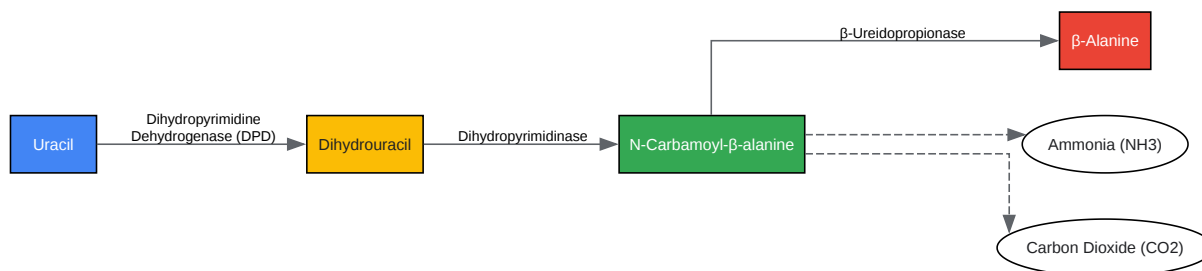 β-Ureidopropionase
β-Alanine
Uracil
Dihydropyrimidine
Dehydrogenase (DPD)
Dihydrouracil
Dihydropyrimidinase
N-Carbamoyl-β-alanine
Ammonia (NH3)
Carbon Dioxide (CO2)